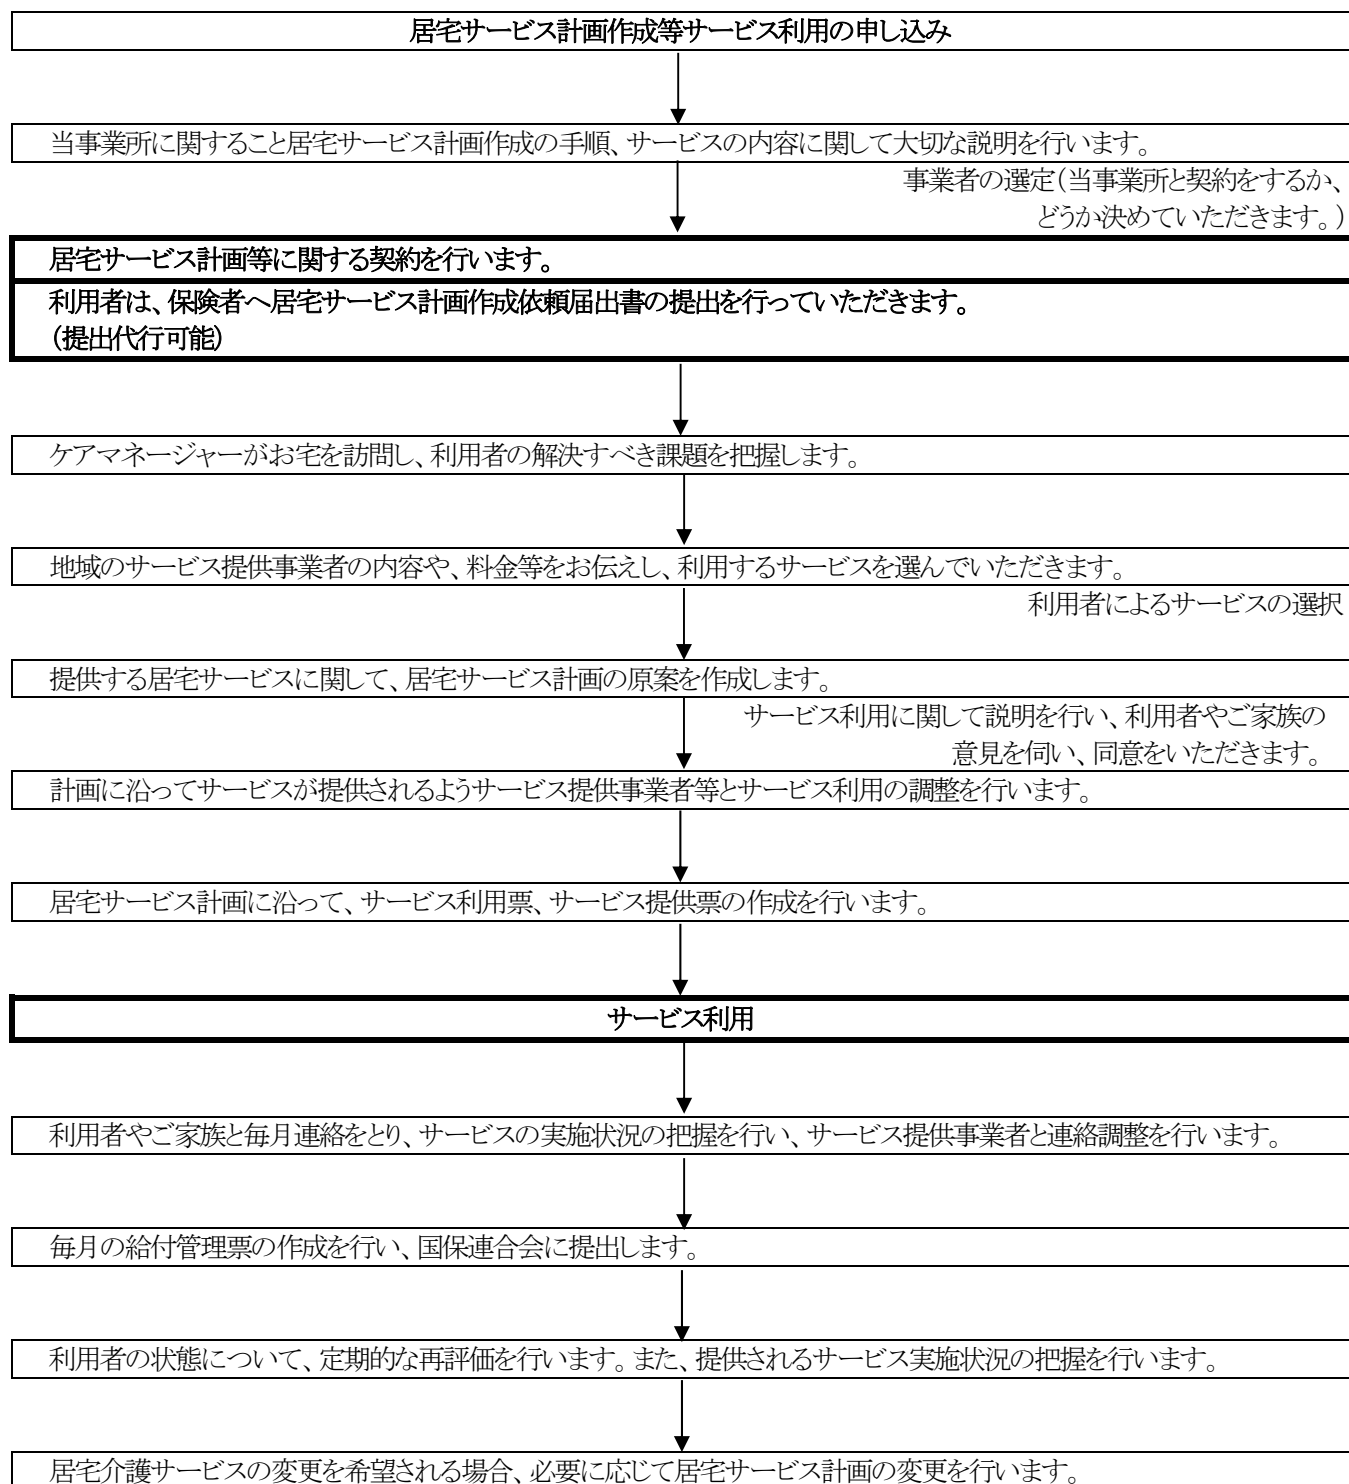 居宅サービス計画作成等サービス利用の申し込み
当事業所に関すること居宅サービス計画作成の手順、サービスの内容に関して大切な説明を行います。
事業者の選定(当事業所と契約をするか、
どうか決めていただきます。)
居宅サービス計画等に関する契約を行います。
利用者は、保険者へ居宅サービス計画作成依頼届出書の提出を行っていただきます。
(提出代行可能)
ケアマネージャーがお宅を訪問し、利用者の解決すべき課題を把握します。
地域のサービス提供事業者の内容や、料金等をお伝えし、利用するサービスを選んでいただきます。
利用者によるサービスの選択
提供する居宅サービスに関して、居宅サービス計画の原案を作成します。
サービス利用に関して説明を行い、利用者やご家族の
意見を伺い、同意をいただきます。
計画に沿ってサービスが提供されるようサービス提供事業者等とサービス利用の調整を行います。
居宅サービス計画に沿って、サービス利用票、サービス提供票の作成を行います。
サービス利用
利用者やご家族と毎月連絡をとり、サービスの実施状況の把握を行い、サービス提供事業者と連絡調整を行います。
毎月の給付管理票の作成を行い、国保連合会に提出します。
利用者の状態について、定期的な再評価を行います。また、提供されるサービス実施状況の把握を行います。
居宅介護サービスの変更を希望される場合、必要に応じて居宅サービス計画の変更を行います。